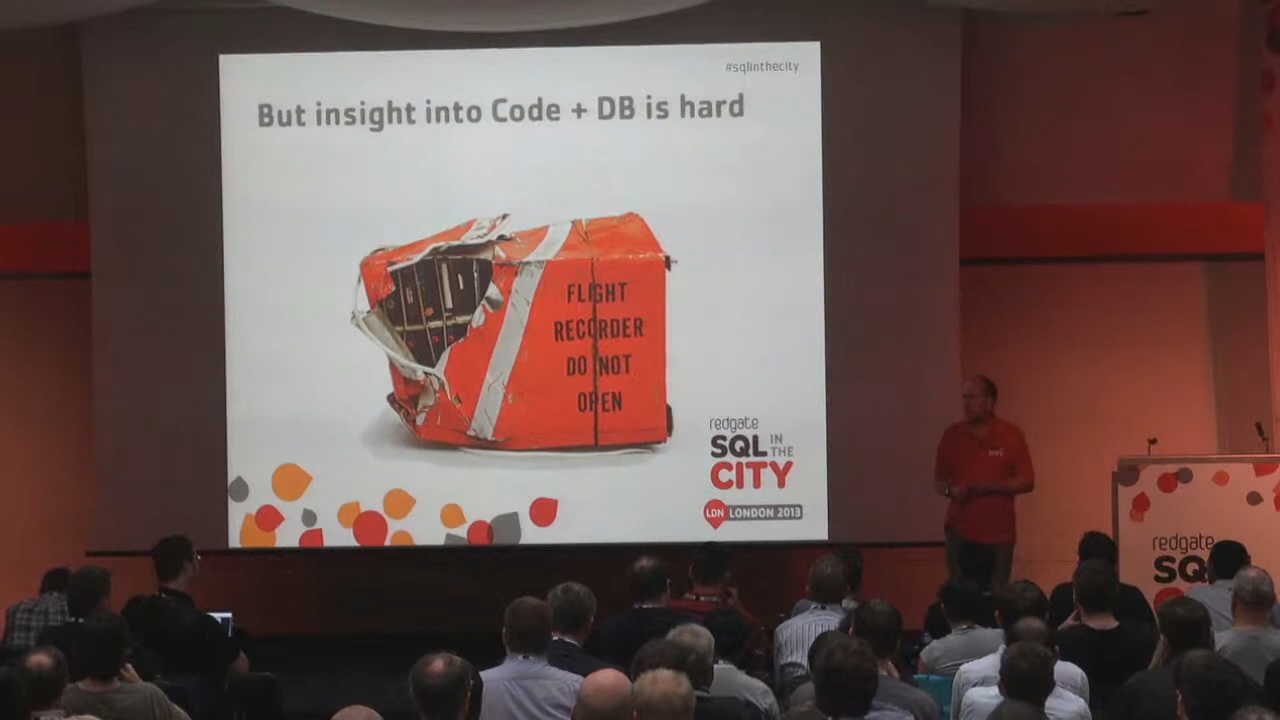 #sqlinthecity
But insight into Code + DB is hard
FLIGHT
RECORDER
DO NOT
OPEN
redgate
SQL IN THE
CITY
LDN LONDON 2013
redgate
SQ